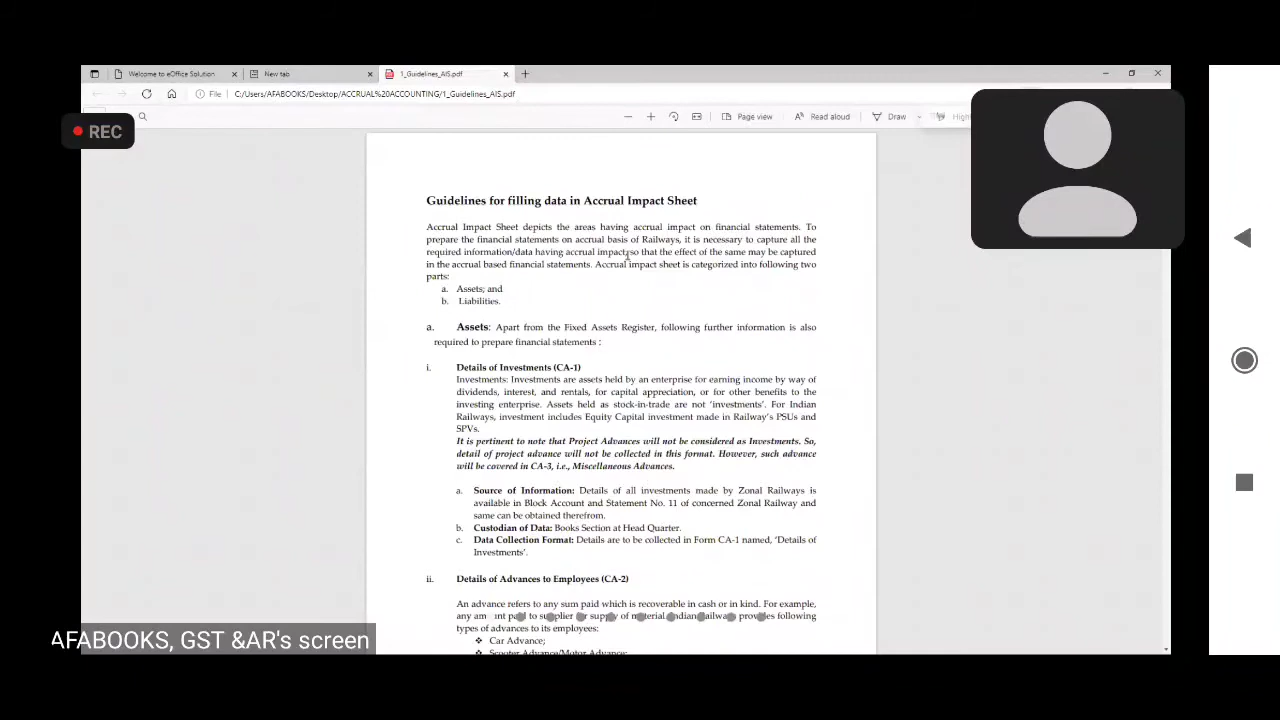 Welcome to eOffice Solution
New tab
1_Guidelines_AIS.pdf
File C:/Users/AFABOOKS/Desktop/ACCRUAL%20ACCOUNTING/1_Guidelines_AIS.pdf
Page view
Read aloud
Draw
REC
Guidelines for filling data in Accrual Impact Sheet
Accrual Impact Sheet depicts the areas having accrual impact on financial statements. To
prepare the financial statements on accrual basis of Railways, it is necessary to capture all the
required information/data having accrual impact so that the effect of the same may be captured
in the accrual based financial statements. Accrual impact sheet is categorized into following two
parts:
a. Assets; and
b. Liabilities.
a. Assets: Apart from the Fixed Assets Register, following further information is also
required to prepare financial statements :
i. Details of Investments (CA-1)
Investments: Investments are assets held by an enterprise for earning income by way of
dividends, interest, and rentals, for capital appreciation, or for other benefits to the
investing enterprise. Assets held as stock-in-trade are not 'investments'. For Indian
Railways, investment includes Equity Capital investment made in Railway's PSUs and
SPVs.
It is pertinent to note that Project Advances will not be considered as Investments. So,
detail of project advance will not be collected in this format. However, such advance
will be covered in CA-3, i.e., Miscellaneous Advances.
a. Source of Information: Details of all investments made by Zonal Railways is
available in Block Account and Statement No. 11 of concerned Zonal Railway and
same can be obtained therefrom.
b. Custodian of Data: Books Section at Head Quarter.
c. Data Collection Format: Details are to be collected in Form CA-1 named, 'Details of
Investments'.
ii. Details of Advances to Employees (CA-2)
An advance refers to any sum paid which is recoverable in cash or in kind. For example,
any to supplier supply of material. Indian Railways provides following
types of advances to its employees:
❖ Car Advance;
❖ Scooter Advance/Motor Advance;
AFABOOKS, GST &AR's screen